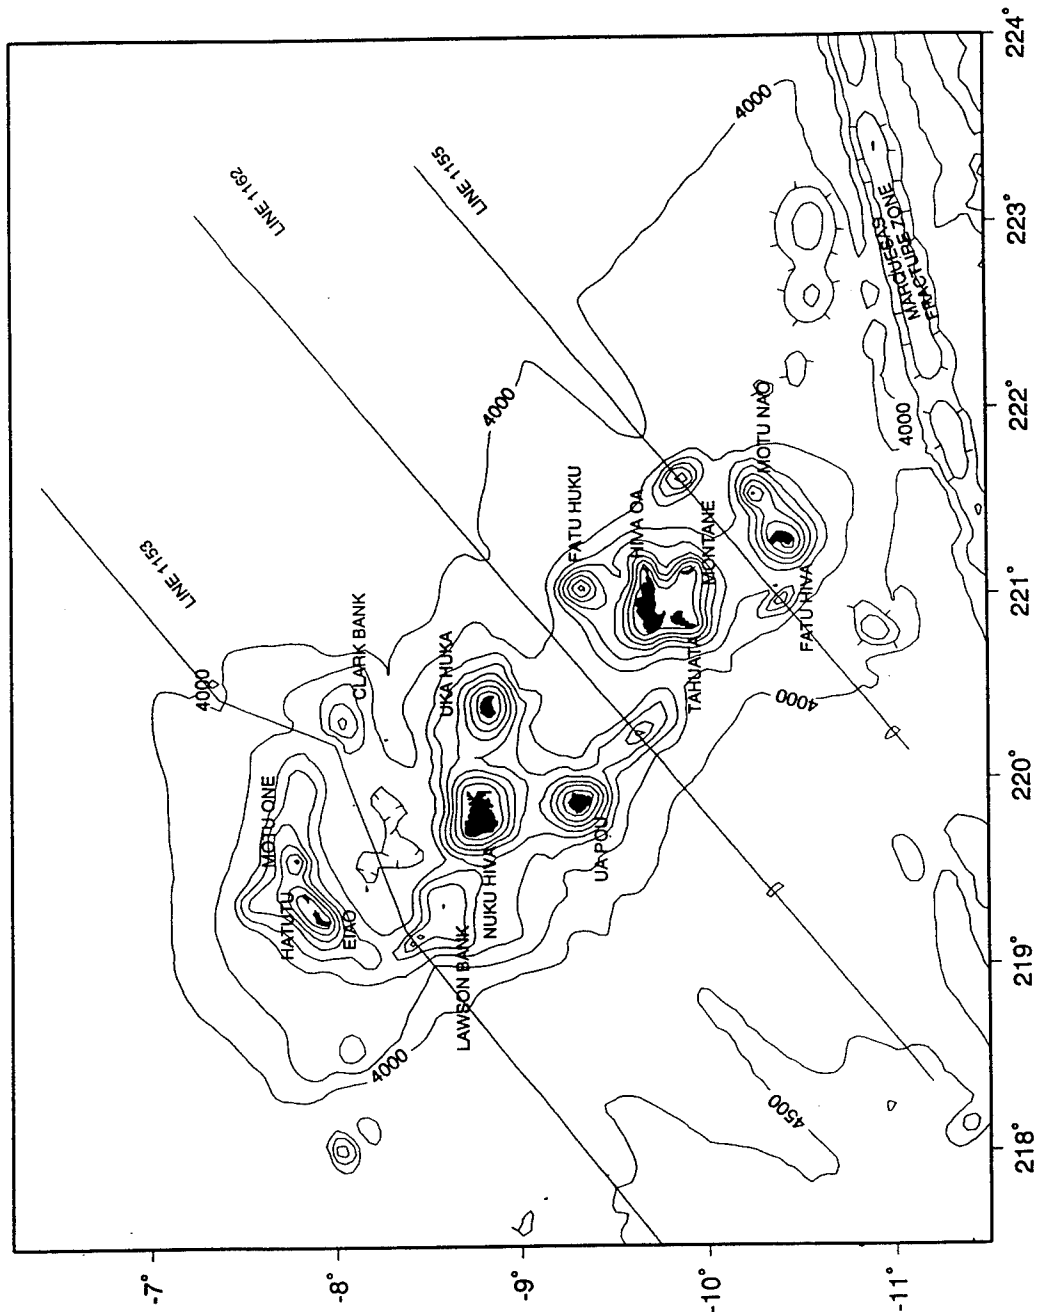 LINE 1153
LINE 1162
LINE 1155
4000
4000
4000
CLARK BANK
MOTU ONE
HATUTU
EIAO
UKA HUKA
NUKU HIVA
LAWSON BANK
4000
UA POU
FATU HUKU
HIVA OA
MONTANE
TAHUATA
MOTU NAO
FATU HIVA
4000
4000
4500
MARQUESAS
FRACTURE ZONE
-7°
-8°
-9°
-10°
-11°
218°
219°
220°
221°
222°
223°
224°